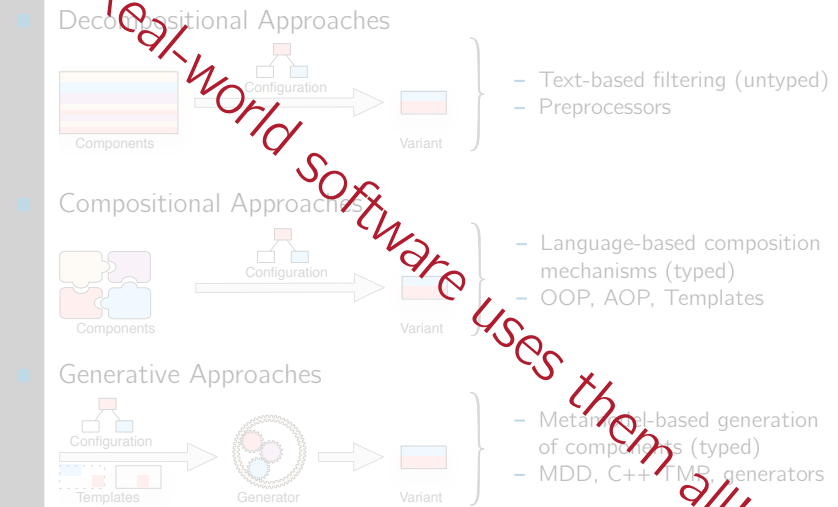 Decompositional Approaches
Configuration
Components
Variant
– Text-based filtering (untyped)
– Preprocessors
Compositional Approaches
Configuration
Components
Variant
– Language-based composition
mechanisms (typed)
– OOP, AOP, Templates
Generative Approaches
Configuration
Templates
Generator
Variant
– Metamodel-based generation
of components (typed)
– MDD, C++ TMP, generators
eal-world software uses them all!